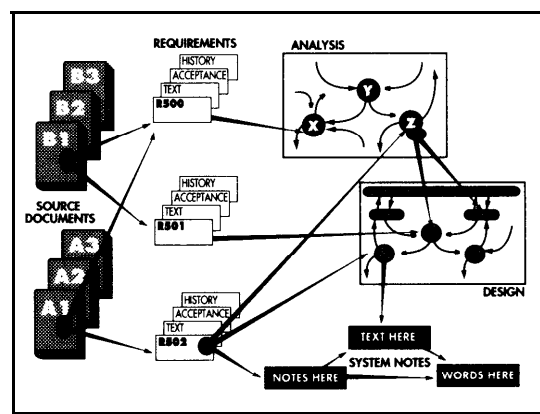 REQUIREMENTS
ANALYSIS
HISTORY
ACCEPTANCE
TEXT
R500
B3
B2
B1
Y
X
Z
SOURCE
DOCUMENTS
HISTORY
ACCEPTANCE
TEXT
R501
A3
A2
A1
DESIGN
HISTORY
ACCEPTANCE
TEXT
R502
TEXT HERE
SYSTEM NOTES
NOTES HERE
WORDS HERE